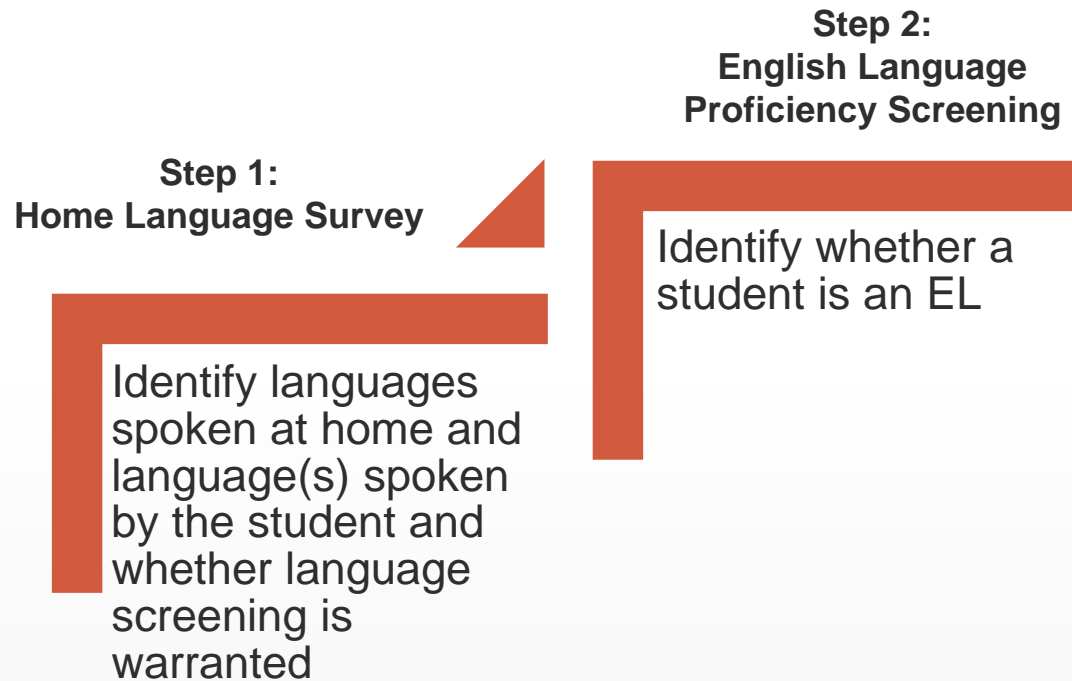 Step 1:
Home Language Survey
Identify languages
spoken at home and
language(s) spoken
by the student and
whether language
screening is
warranted
Step 2:
English Language
Proficiency Screening
Identify whether a
student is an EL